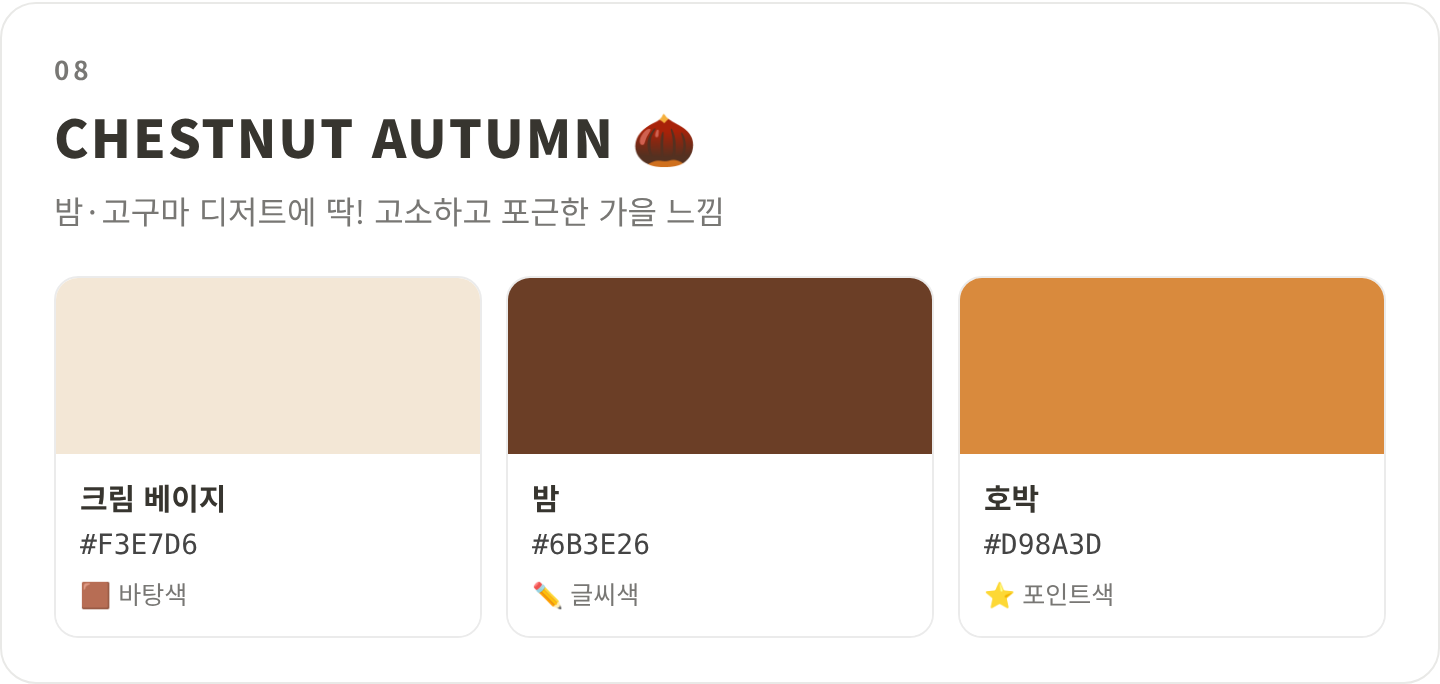 08
CHESTNUT AUTUMN 🌰
밤·고구마 디저트에 딱! 고소하고 포근한 가을 느낌
크림 베이지
#F3E7D6
🟫 바탕색
밤
#6B3E26
✏️ 글씨색
호박
#D98A3D
⭐ 포인트색